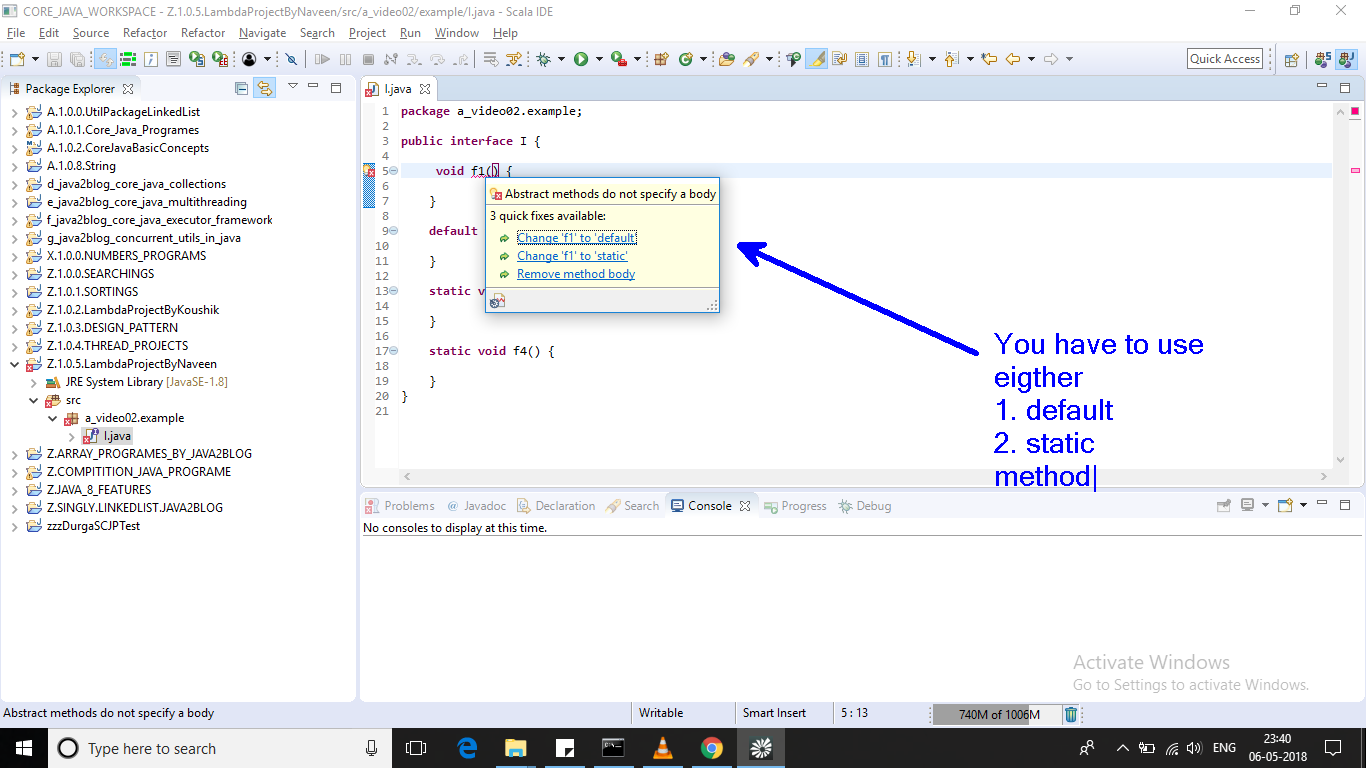 CORE_JAVA_WORKSPACE - Z.1.0.5.LambdaProjectByNaveen/src/a_video02/example/I.java - Scala IDE
File Edit Source Refactor Refactor Navigate Search Project Run Window Help
Quick Access
Package Explorer
A.1.0.0.UtilPackageLinkedList
A.1.0.1.Core_Java_Programes
A.1.0.2.CoreJavaBasicConcepts
A.1.0.8.String
d_java2blog_core_java_collections
e_java2blog_core_java_multithreading
f_java2blog_core_java_executor_framework
g_java2blog_concurrent_utils_in_java
X.1.0.0.NUMBERS_PROGRAMS
Z.1.0.0.SEARCHINGS
Z.1.0.1.SORTINGS
Z.1.0.2.LambdaProjectByKoushik
Z.1.0.3.DESIGN_PATTERN
Z.1.0.4.THREAD_PROJECTS
Z.1.0.5.LambdaProjectByNaveen
JRE System Library [JavaSE-1.8]
src
a_video02.example
I.java
Z.ARRAY_PROGRAMES_BY_JAVA2BLOG
Z.COMPITITION_JAVA_PROGRAME
Z.JAVA_8_FEATURES
Z.SINGLY.LINKEDLIST.JAVA2BLOG
zzzDurgaSCJPTest
I.java
1 package a_video02.example;
2
3 public interface I {
4
5 void f1() {
6
7 }
8
9 default
10
11 }
12
13 static v
14
15 }
16
17 static void f4() {
18
19 }
20 }
21
Abstract methods do not specify a body
3 quick fixes available:
Change 'f1' to 'default'
Change 'f1' to 'static'
Remove method body
You have to use
eigther
1. default
2. static
method
Problems @ Javadoc Declaration Search Console Progress Debug
No consoles to display at this time.
Activate Windows
Go to Settings to activate Windows.
Abstract methods do not specify a body Writable Smart Insert 5 : 13 740M of 1006M
Type here to search
ENG
23:40
06-05-2018